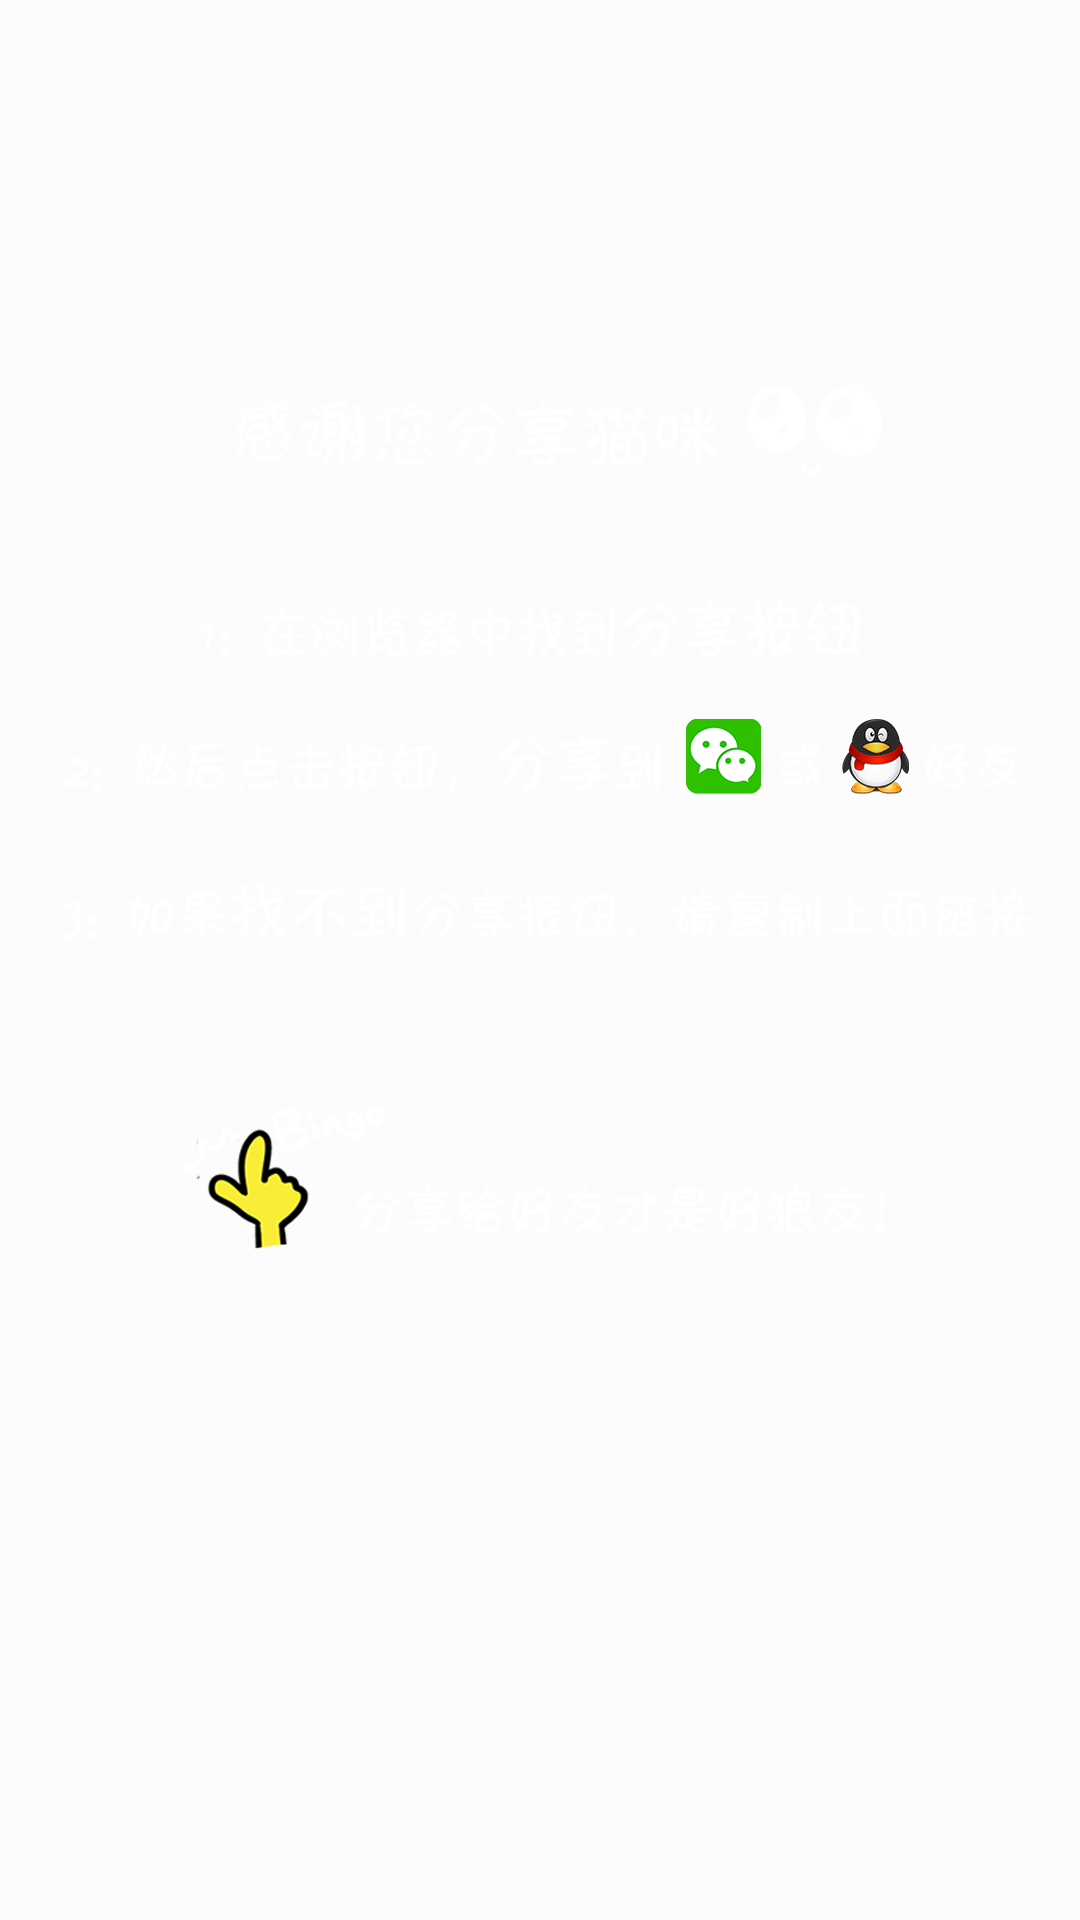 感谢您分享猫咪
1: 在浏览器中找到分享按钮
2: 然后点击按钮, 分享到 或 好友
3: 如果找不到分享按钮, 请复制上面链接
Bingo
分享给好友才是好狼友!